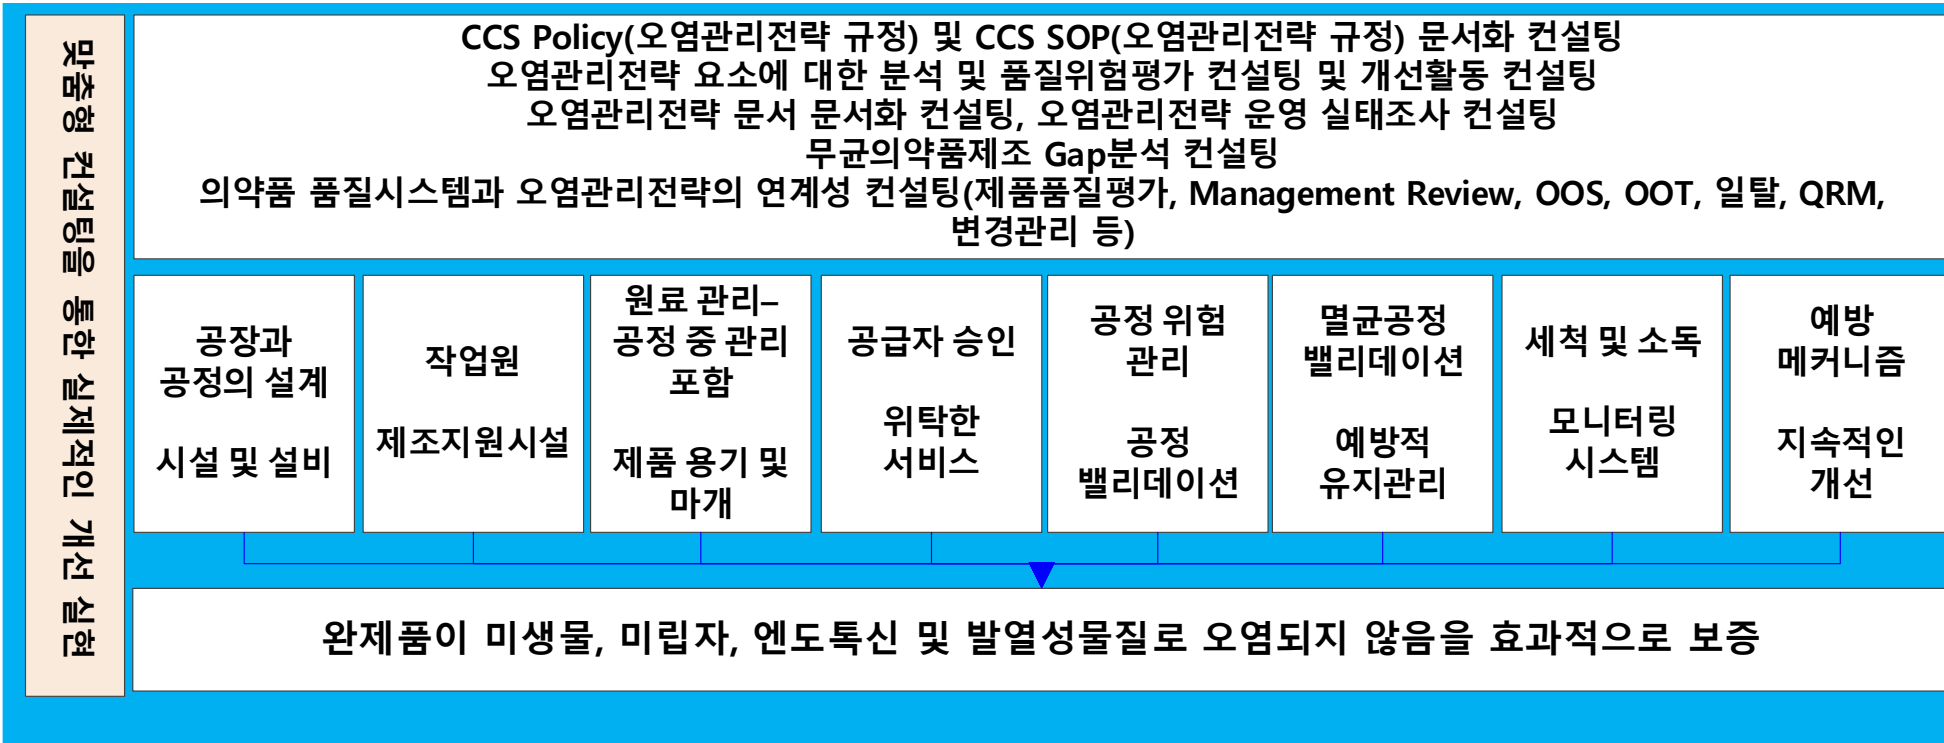 맞춤형 컨설팅을 통한 실제적인 개선 실현
CCS Policy(오염관리전략 규정) 및 CCS SOP(오염관리전략 규정) 문서화 컨설팅
오염관리전략 요소에 대한 분석 및 품질위험평가 컨설팅 및 개선활동 컨설팅
오염관리전략 문서 문서화 컨설팅, 오염관리전략 운영 실태조사 컨설팅
무균의약품제조 Gap분석 컨설팅
의약품 품질시스템과 오염관리전략의 연계성 컨설팅(제품품질평가, Management Review, OOS, OOT, 일탈, QRM,
변경관리 등)
공장과
공정의 설계
시설 및 설비
작업원
제조지원시설
원료 관리–
공정 중 관리
포함
제품 용기 및
마개
공급자 승인
위탁한
서비스
공정 위험
관리
공정
밸리데이션
멸균공정
밸리데이션
예방적
유지관리
세척 및 소독
모니터링
시스템
예방
메커니즘
지속적인
개선
완제품이 미생물, 미립자, 엔도톡신 및 발열성물질로 오염되지 않음을 효과적으로 보증